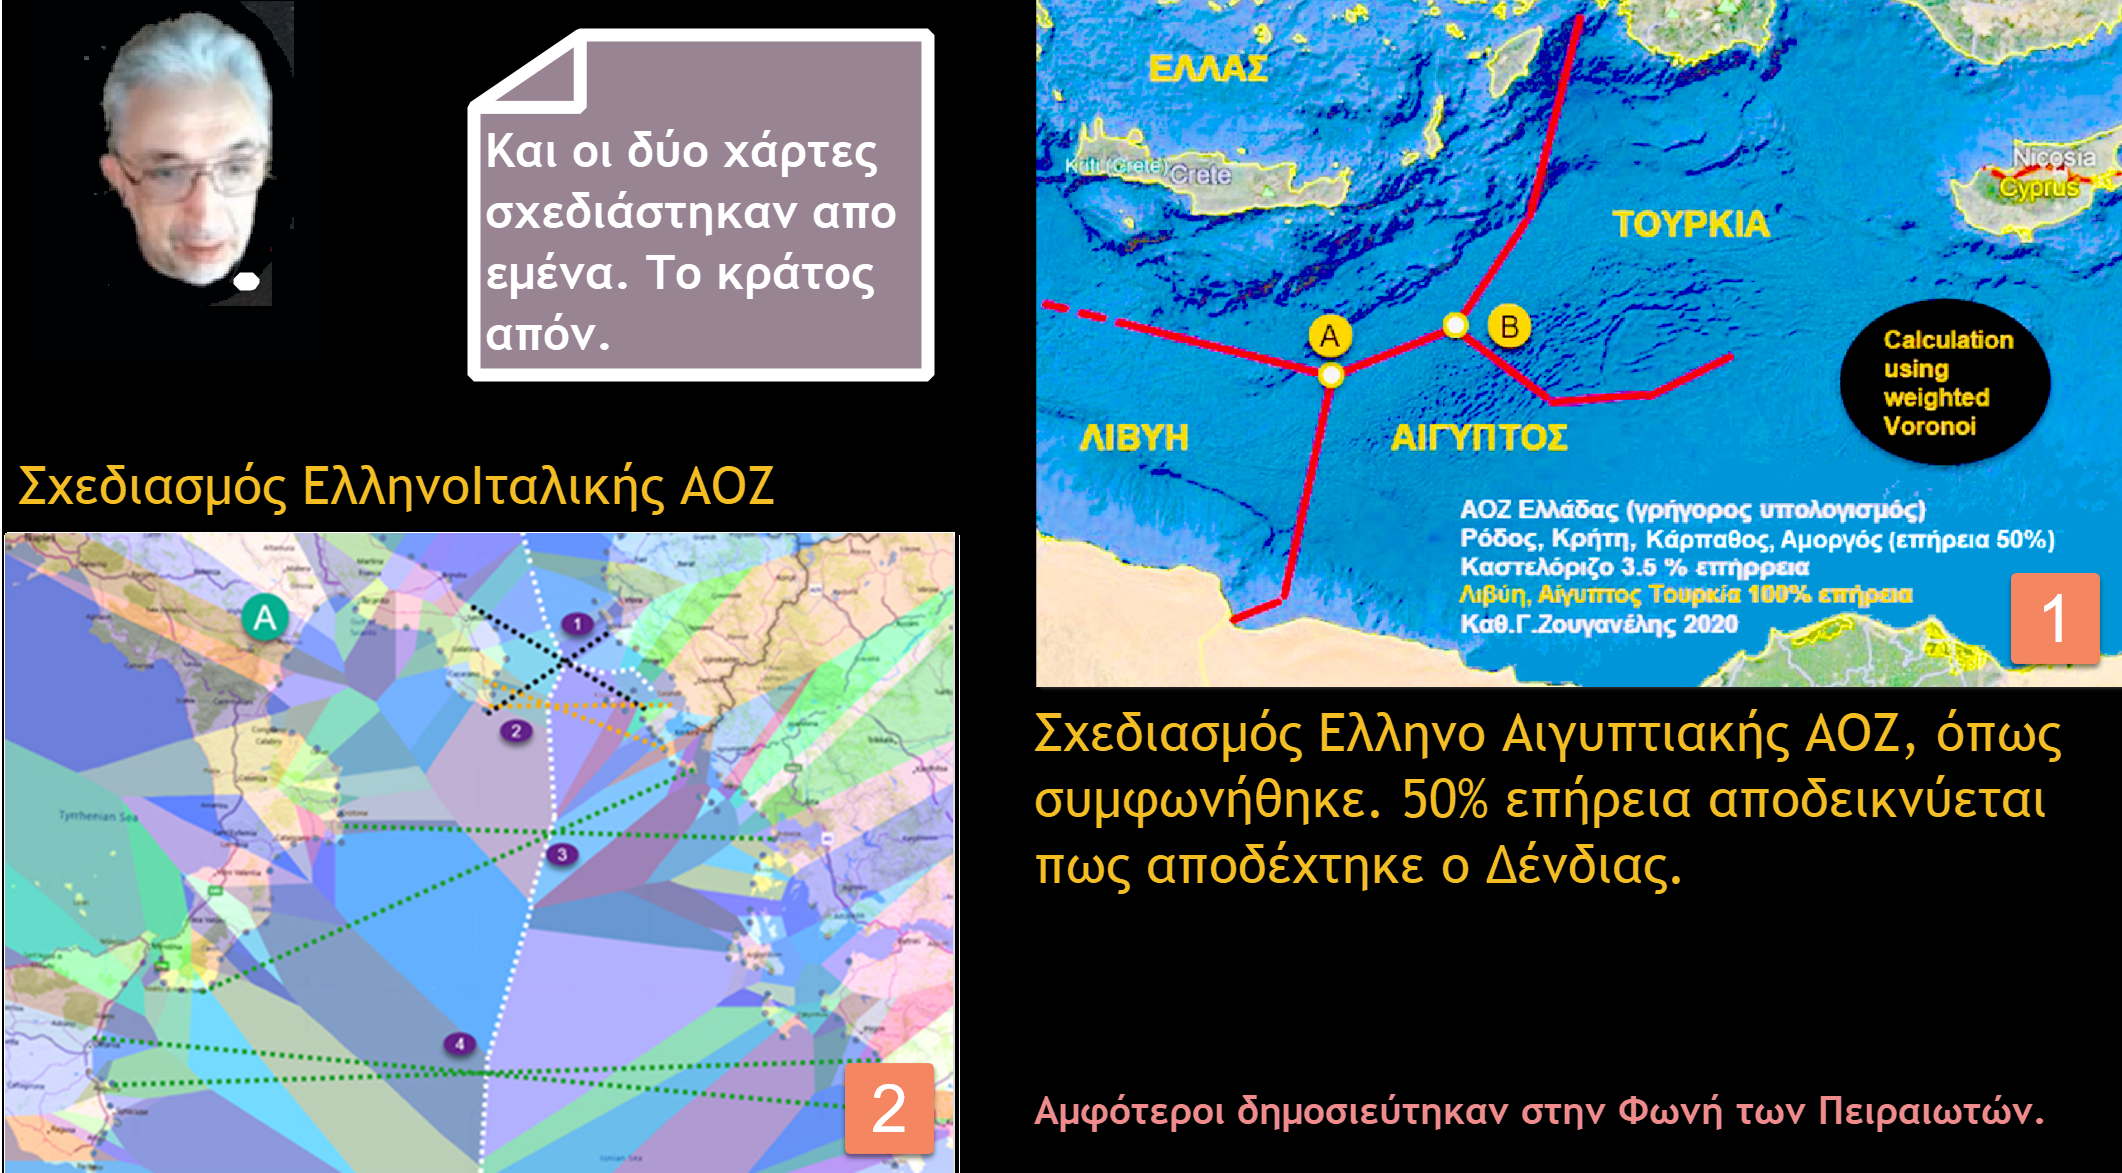 Και οι δύο χάρτες
σχεδιάστηκαν απο
εμένα. Το κράτος
απόν.
Σχεδιασμός ΕλληνοΙταλικής ΑΟΖ
A
1
2
3
4
Tyrrhenian Sea
Ionian Sea
2
ΕΛΛΑΣ
Kriti (Crete)
Crete
Nicosia
Cyprus
ΤΟΥΡΚΙΑ
A
B
ΛΙΒΥΗ
ΑΙΓΥΠΤΟΣ
Calculation
using
weighted
Voronoi
ΑΟΖ Ελλάδας (γρήγορος υπολογισμός)
Ρόδος, Κρήτη, Κάρπαθος, Αμοργός (επήρεια 50%)
Καστελόριζο 3.5 % επήρρεια
Λιβύη, Αίγυπτος Τουρκία 100% επήρεια
Καθ.Γ.Ζουγανέλης 2020
1
Σχεδιασμός Ελληνο Αιγυπτιακής ΑΟΖ, όπως
συμφωνήθηκε. 50% επήρεια αποδεικνύεται
πως αποδέχτηκε ο Δένδιας.
Αμφότεροι δημοσιεύτηκαν στην Φωνή των Πειραιωτών.